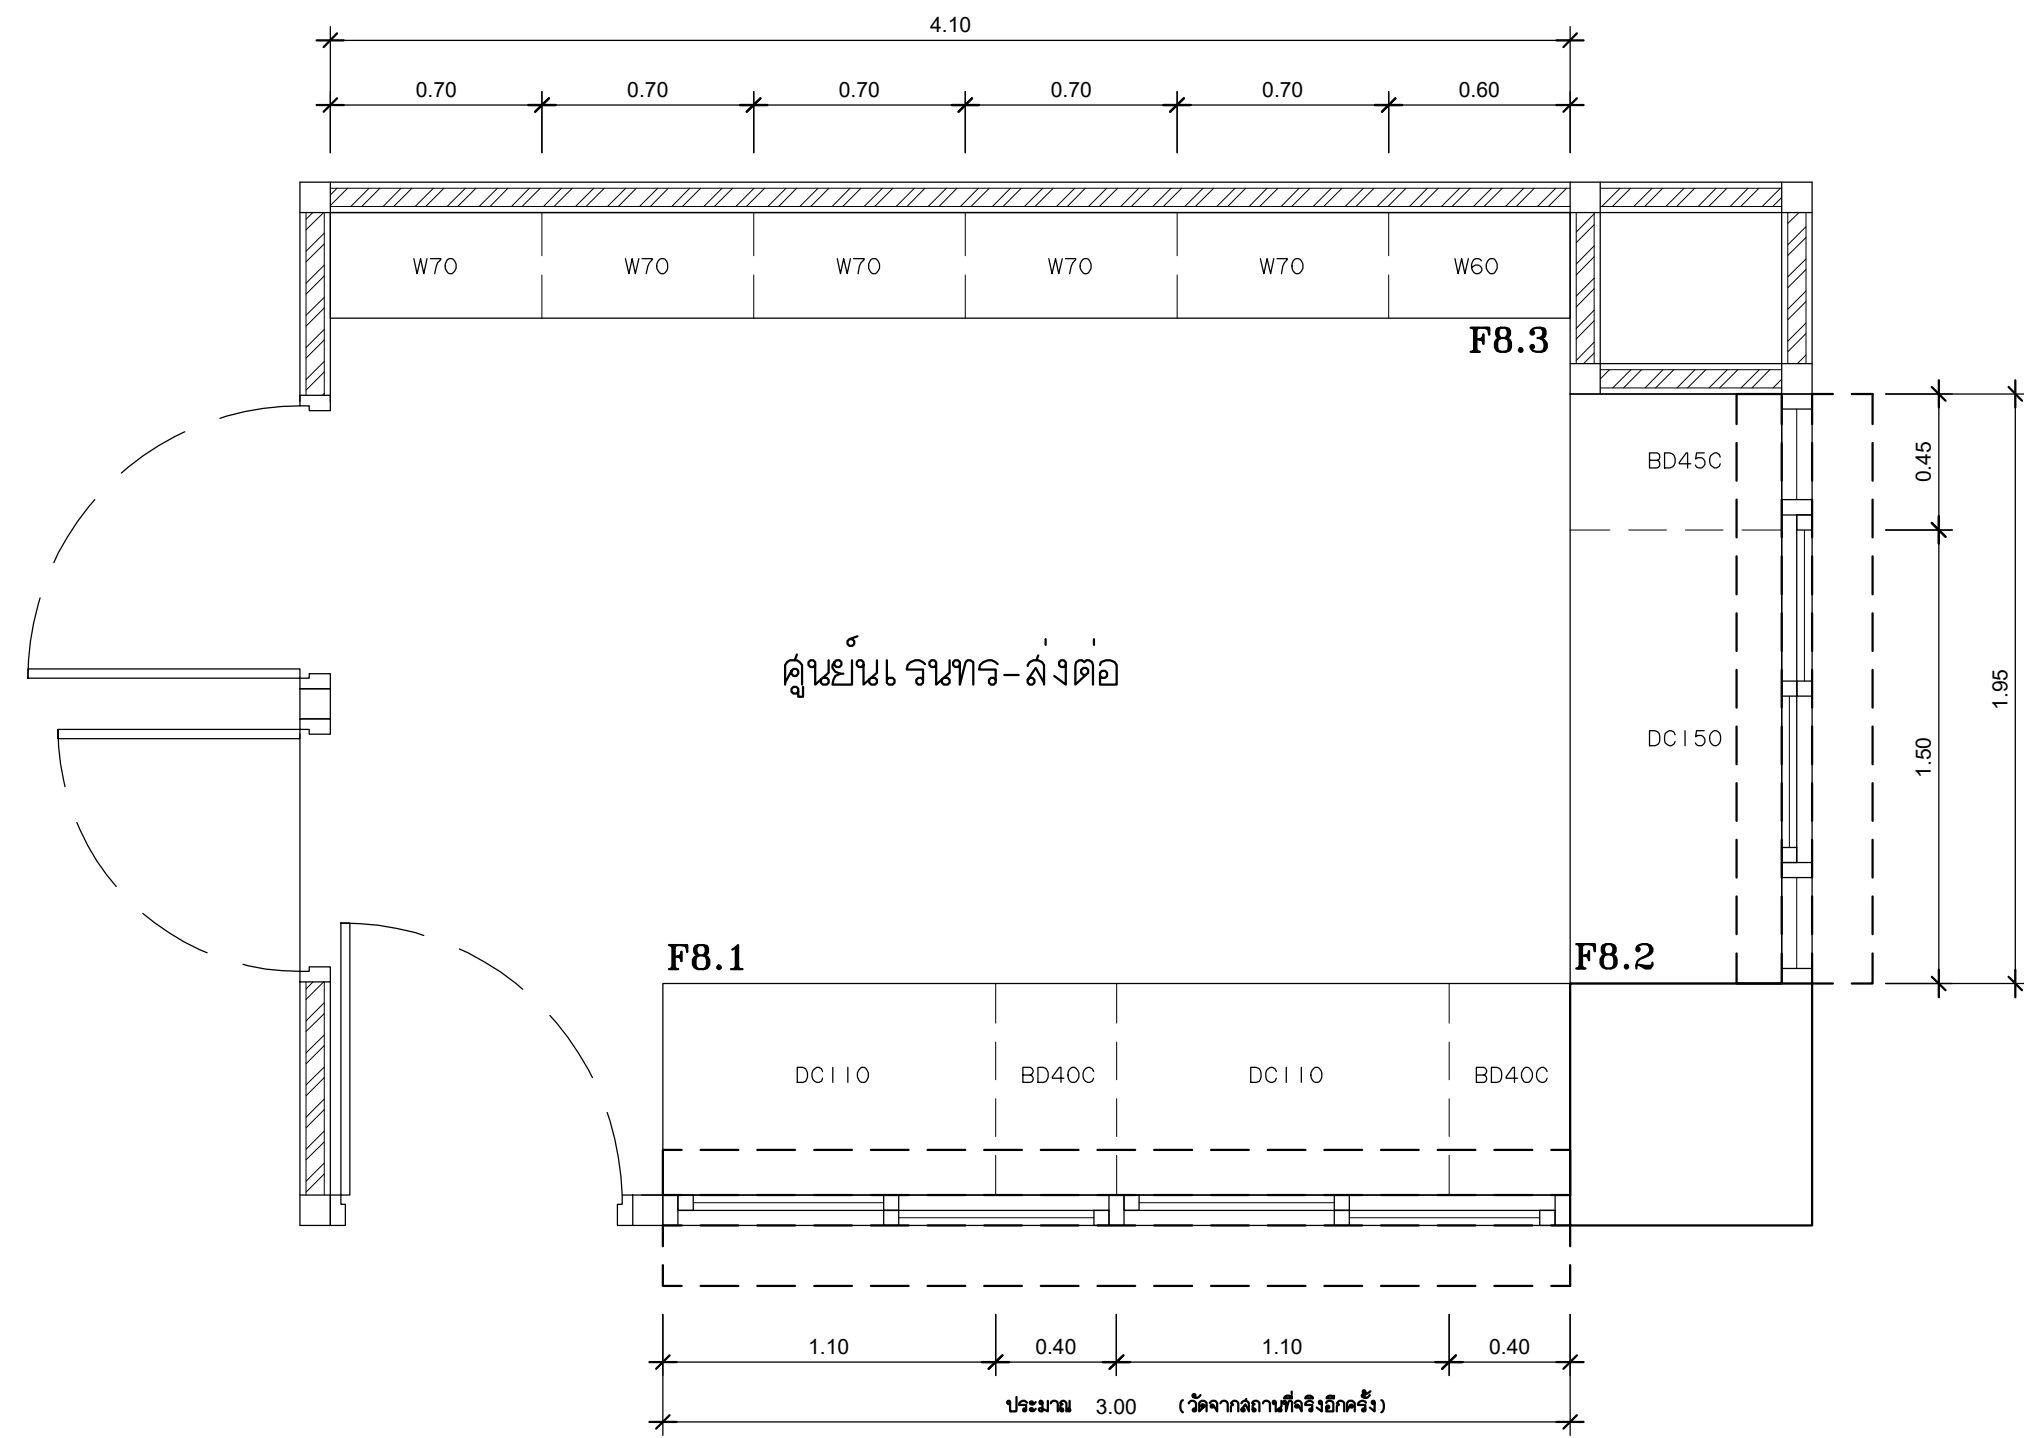 4.10
0.70 0.70 0.70 0.70 0.70 0.60
W70 W70 W70 W70 W70 W60
F8.3
BD45C
0.45
ศูนย์นเรนทร-ส่งต่อ
DC150
1.50
1.95
F8.1
F8.2
DC110 BD40C DC110 BD40C
1.10 0.40 1.10 0.40
ประมาณ 3.00 (วัดจากสถานที่จริงอีกครั้ง)